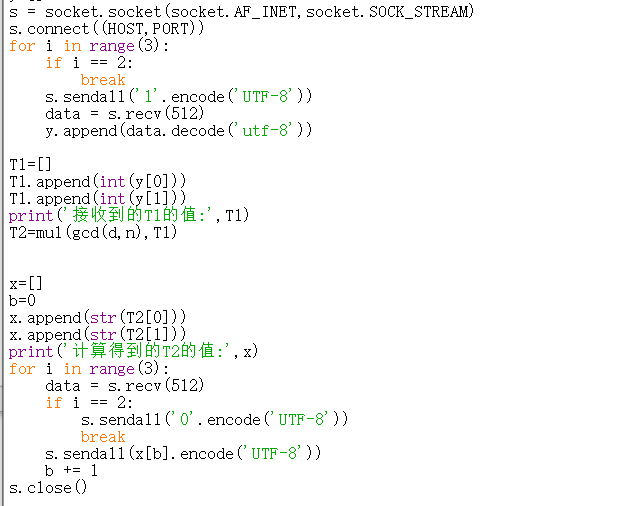 s = socket.socket(socket.AF_INET,socket.SOCK_STREAM)
s.connect((HOST,PORT))
for i in range(3):
    if i == 2:
        break
    s.sendall('1'.encode('UTF-8'))
    data = s.recv(512)
    y.append(data.decode('utf-8'))

T1=[]
T1.append(int(y[0]))
T1.append(int(y[1]))
print('接收到的T1的值:',T1)
T2=mul(gcd(d,n),T1)


x=[]
b=0
x.append(str(T2[0]))
x.append(str(T2[1]))
print('计算得到的T2的值:',x)
for i in range(3):
    data = s.recv(512)
    if i == 2:
        s.sendall('0'.encode('UTF-8'))
        break
    s.sendall(x[b].encode('UTF-8'))
    b += 1
s.close()